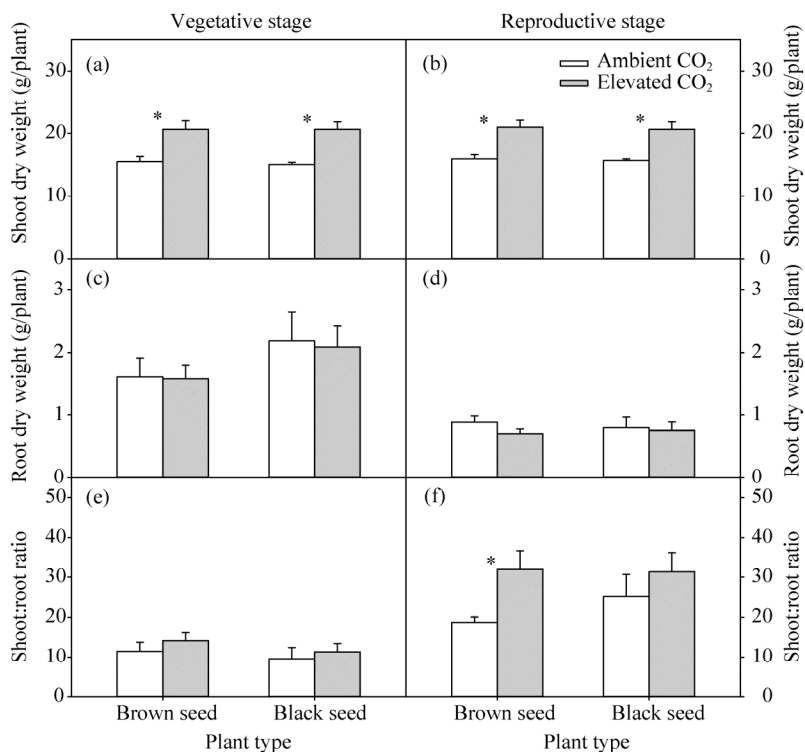 Vegetative stage
Reproductive stage
Shoot dry weight (g/plant)
30
20
10
0
(a)
*
*
(b)
Ambient CO₂
Elevated CO₂
*
*
30
20
10
0
Shoot dry weight (g/plant)
Root dry weight (g/plant)
3
2
1
0
(c)
(d)
3
2
1
0
Root dry weight (g/plant)
Shoot:root ratio
50
40
30
20
10
0
(e)
(f)
*
50
40
30
20
10
0
Shoot:root ratio
Brown seed
Black seed
Brown seed
Black seed
Plant type
Plant type